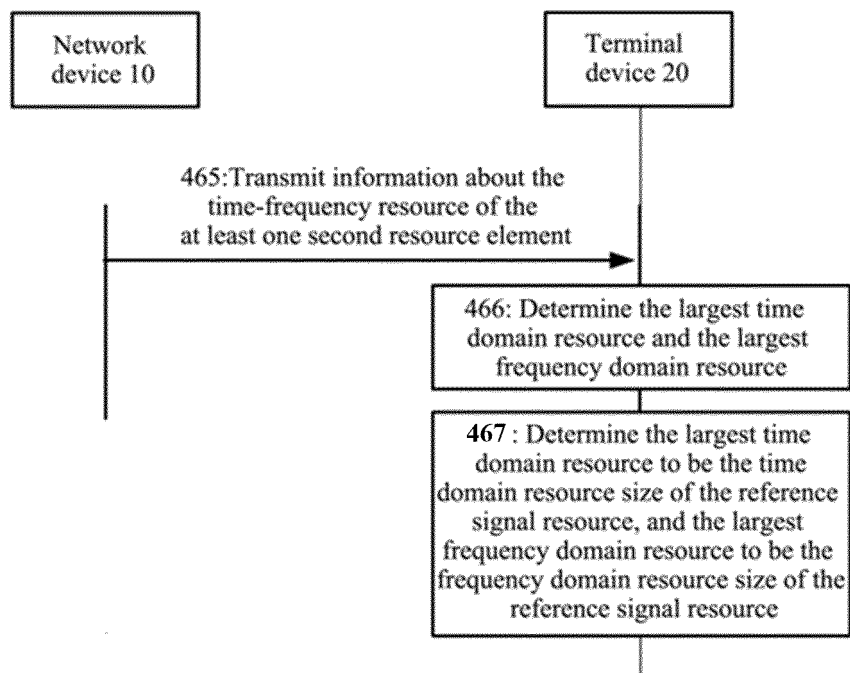 Network
device 10
Terminal
device 20
465:Transmit information about the
time-frequency resource of the
at least one second resource element
466: Determine the largest time
domain resource and the largest
frequency domain resource
467 : Determine the largest time
domain resource to be the time
domain resource size of the reference
signal resource, and the largest
frequency domain resource to be the
frequency domain resource size of the
reference signal resource